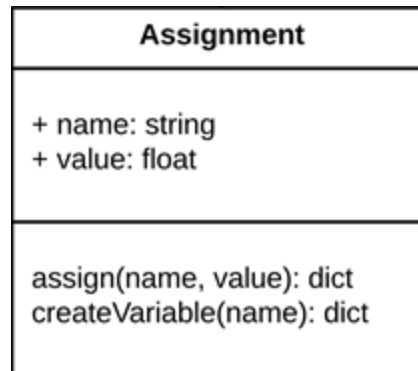 Assignment
+ name: string
+ value: float
assign(name, value): dict
createVariable(name): dict